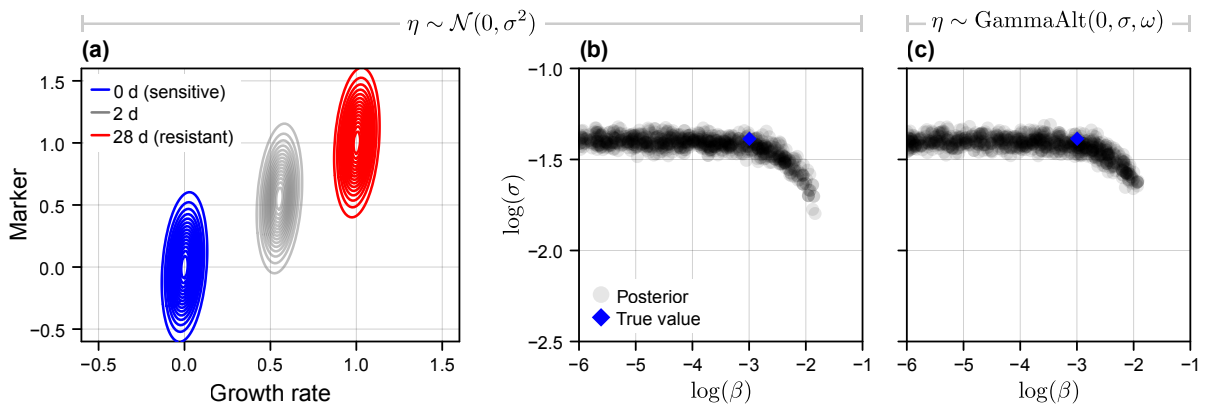 η ∼ 𝒩(0, σ²)
η ∼ GammaAlt(0, σ, ω)
(a)
(b)
(c)
0 d (sensitive)
2 d
28 d (resistant)
Marker
1.5
1.0
0.5
0.0
−0.5
−0.5 0.0 0.5 1.0 1.5
Growth rate
log(σ)
−1.0
−1.5
−2.0
−2.5
Posterior
True value
−6 −5 −4 −3 −2 −1
log(β)
−6 −5 −4 −3 −2 −1
log(β)